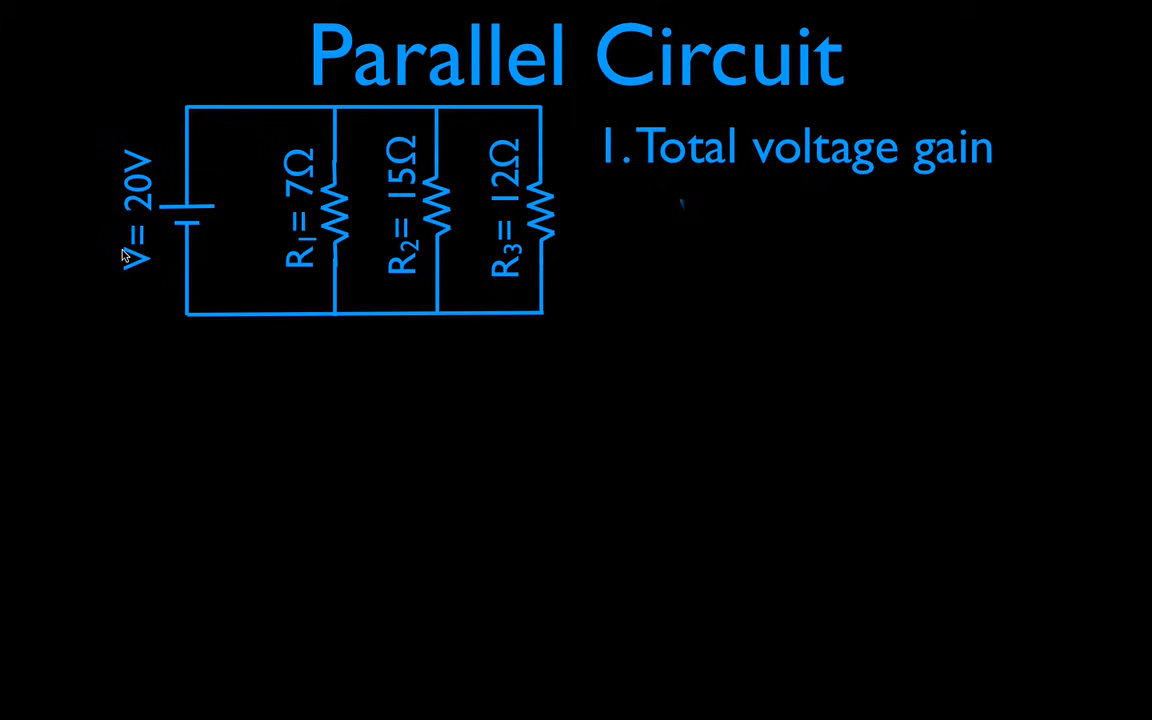 Parallel Circuit
1. Total voltage gain
V= 20V
R₁= 7Ω
R₂= 15Ω
R₃= 12Ω